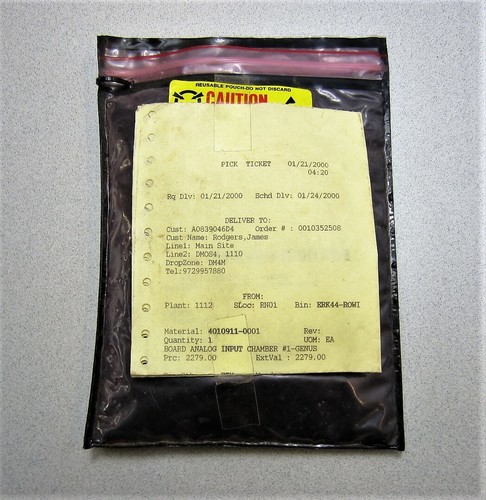 REUSABLE POUCH-DO NOT DISCARD
CAUTION
PICK TICKET 01/21/2000
04:20
Rq Dlv: 01/21/2000 Schd Dlv: 01/24/2000
DELIVER TO:
Cust: A0839046D4 Order # : 0010352508
Cust Name: Rodgers,James
Line1: Main Site
Line2: DMOS4, 1110
DropZone: DM4M
Tel:9729957880
FROM:
Plant: 1112 SLoc: RN01 Bin: ERK44-ROWI
Material: 4010911-0001 Rev:
Quantity: 1 UOM: EA
BOARD ANALOG INPUT CHAMBER #1-GENUS
Prc: 2279.00 ExtVal : 2279.00